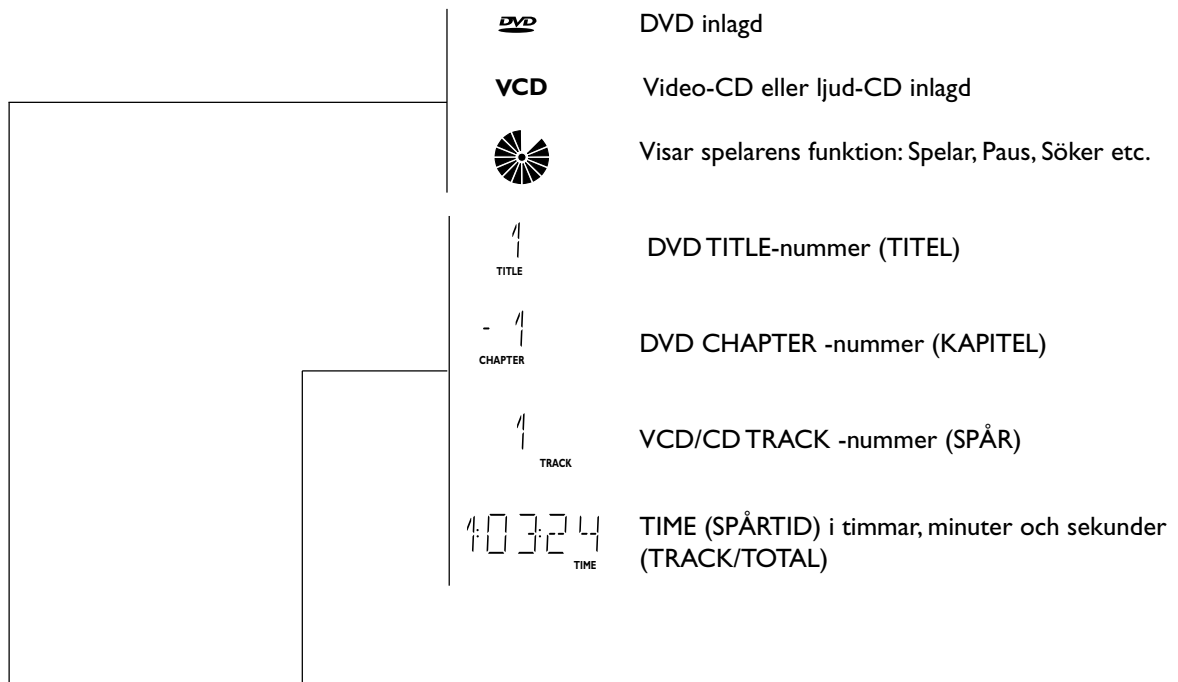 DVD DVD inlagd
VCD Video-CD eller ljud-CD inlagd
Visar spelarens funktion: Spelar, Paus, Söker etc.
1
TITLE
DVD TITLE-nummer (TITEL)
- 1
CHAPTER
DVD CHAPTER -nummer (KAPITEL)
1
TRACK
VCD/CD TRACK -nummer (SPÅR)
1:03:24
TIME
TIME (SPÅRTID) i timmar, minuter och sekunder
(TRACK/TOTAL)